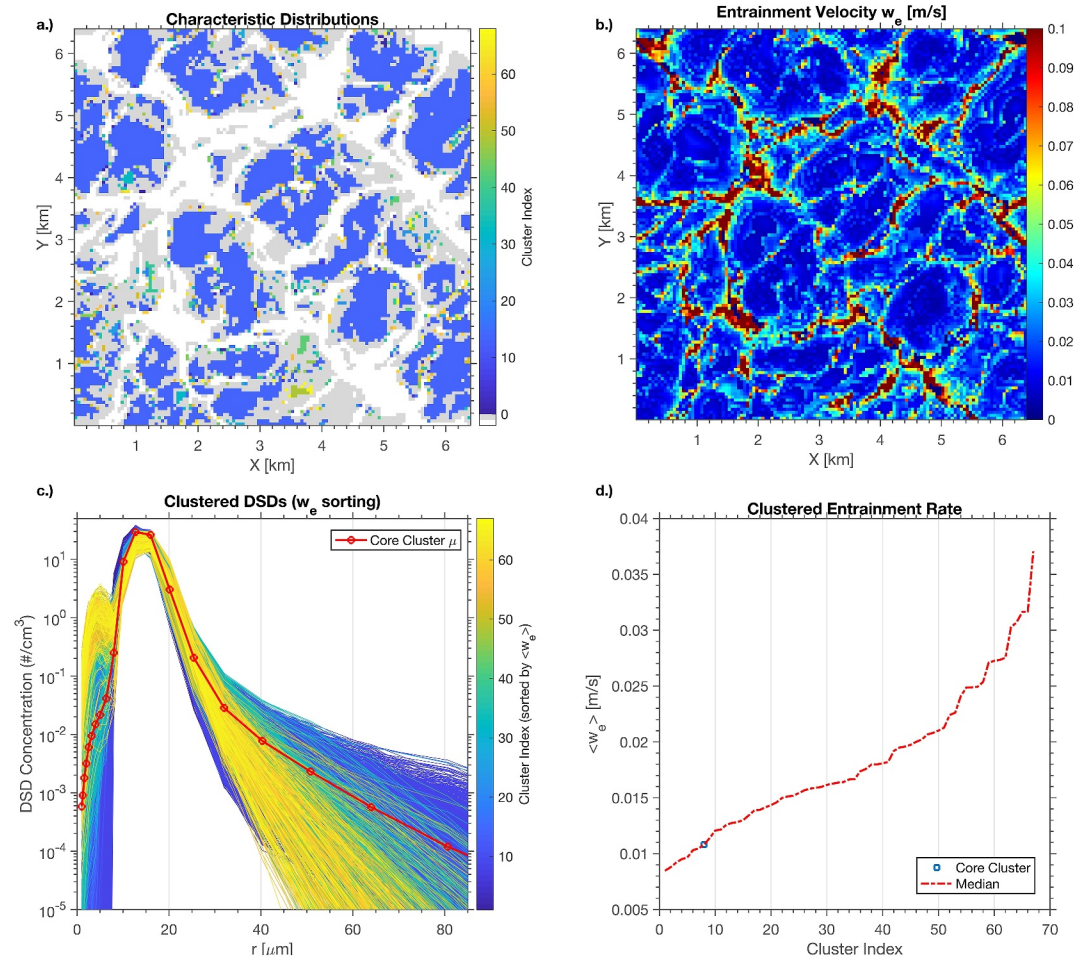 a.)
Characteristic Distributions
6
5
4
3
2
1
Y [km]
1 2 3 4 5 6
X [km]
60
50
40
30
20
10
0
Cluster Index
b.)
Entrainment Velocity w_e [m/s]
6
5
4
3
2
1
Y [km]
1 2 3 4 5 6
X [km]
0.1
0.09
0.08
0.07
0.06
0.05
0.04
0.03
0.02
0.01
0
c.)
Clustered DSDs (w_e sorting)
Core Cluster μ
10^1
10^0
10^-1
10^-2
10^-3
10^-4
10^-5
DSD Concentration (#/cm^3)
0 20 40 60 80
r [μm]
60
50
40
30
20
10
Cluster Index (sorted by <w_e>)
d.)
Clustered Entrainment Rate
0.04
0.035
0.03
0.025
0.02
0.015
0.01
0.005
<w_e> [m/s]
Core Cluster
Median
0 10 20 30 40 50 60 70
Cluster Index